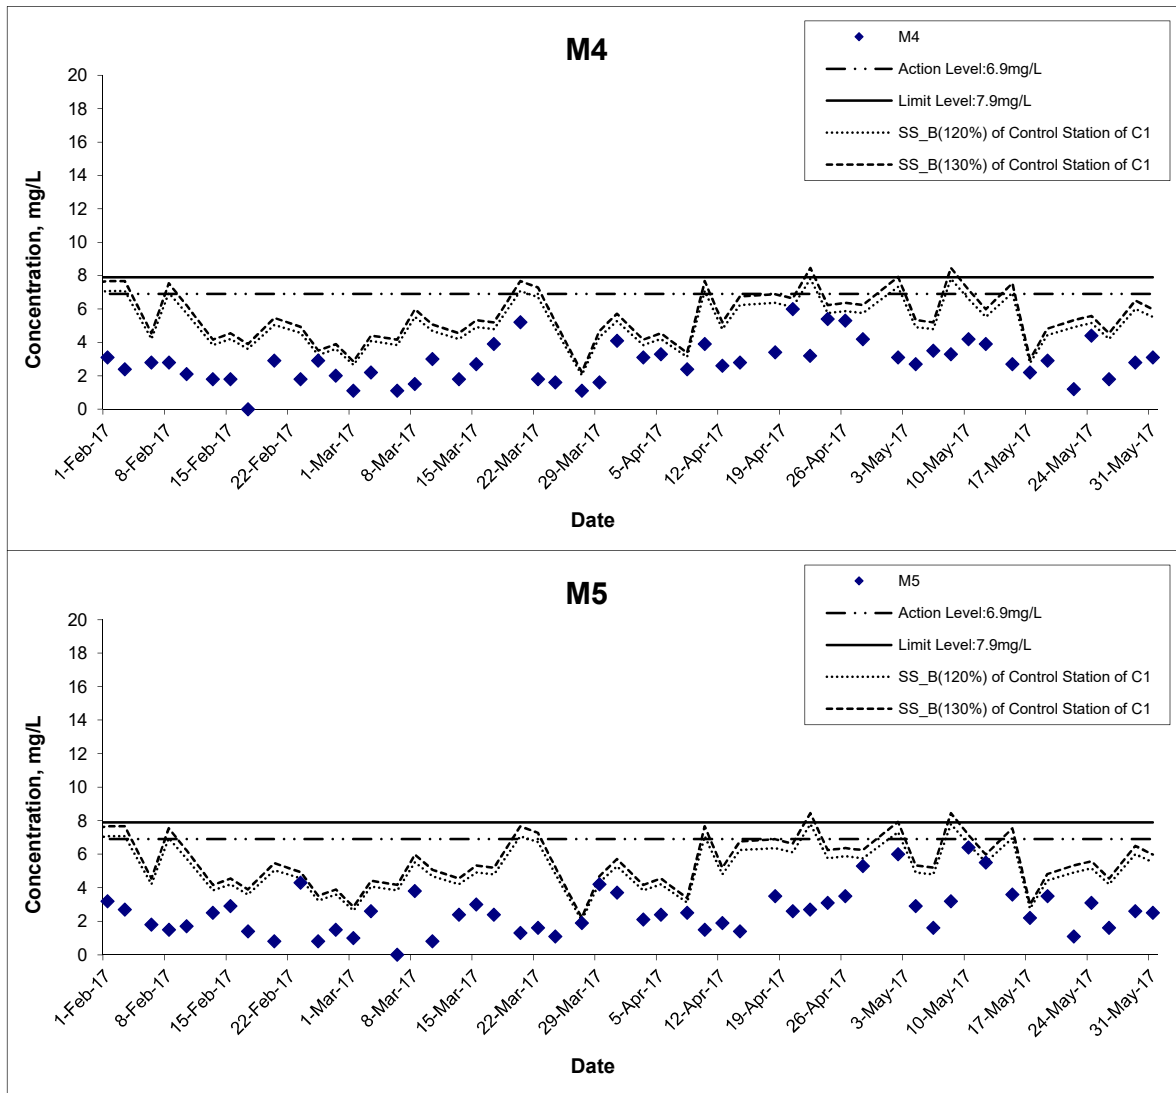 M4
M4
Action Level:6.9mg/L
Limit Level:7.9mg/L
SS_B(120%) of Control Station of C1
SS_B(130%) of Control Station of C1
Concentration, mg/L
20
18
16
14
12
10
8
6
4
2
0
1-Feb-17
8-Feb-17
15-Feb-17
22-Feb-17
1-Mar-17
8-Mar-17
15-Mar-17
22-Mar-17
29-Mar-17
5-Apr-17
12-Apr-17
19-Apr-17
26-Apr-17
3-May-17
10-May-17
17-May-17
24-May-17
31-May-17
Date
M5
M5
Action Level:6.9mg/L
Limit Level:7.9mg/L
SS_B(120%) of Control Station of C1
SS_B(130%) of Control Station of C1
Concentration, mg/L
20
18
16
14
12
10
8
6
4
2
0
1-Feb-17
8-Feb-17
15-Feb-17
22-Feb-17
1-Mar-17
8-Mar-17
15-Mar-17
22-Mar-17
29-Mar-17
5-Apr-17
12-Apr-17
19-Apr-17
26-Apr-17
3-May-17
10-May-17
17-May-17
24-May-17
31-May-17
Date